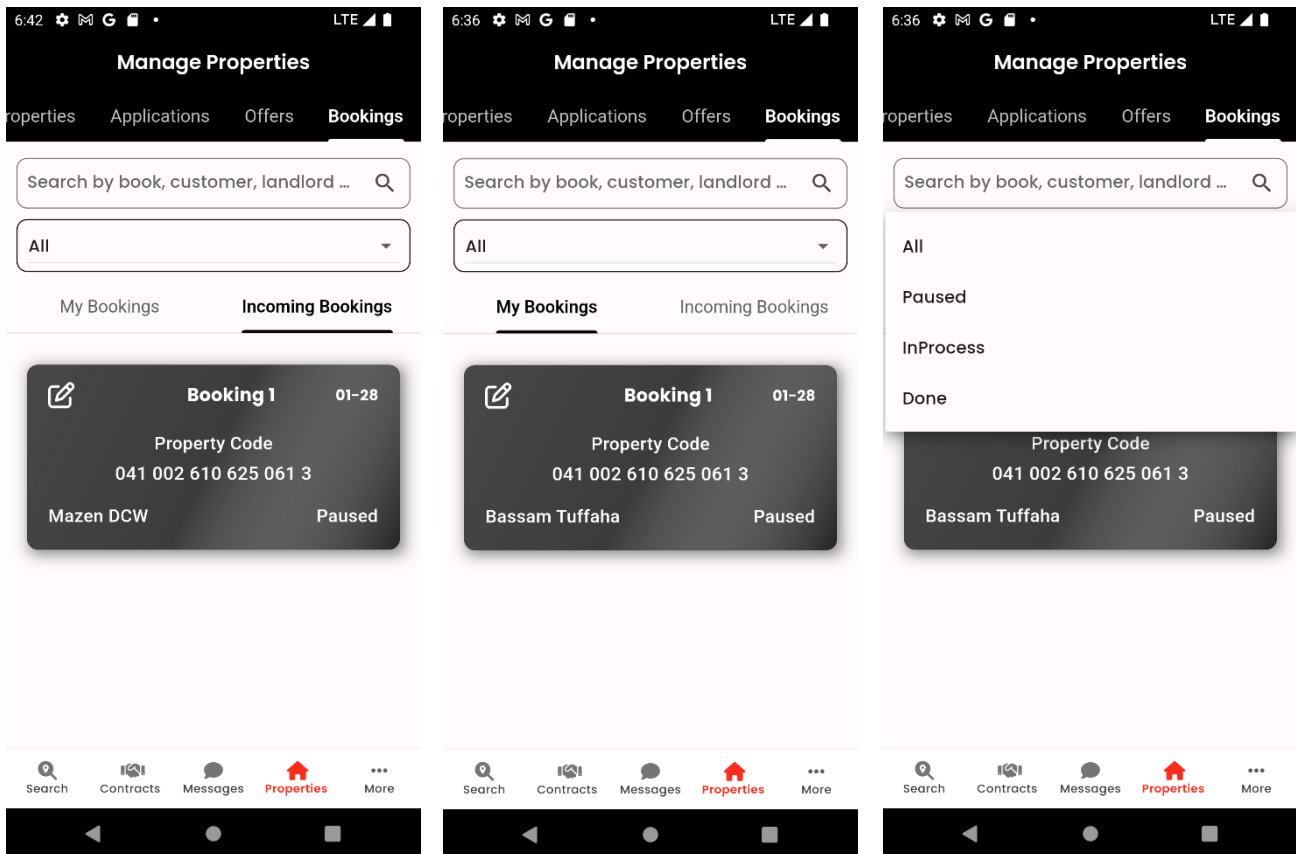 6:42 LTE
Manage Properties
roperties Applications Offers Bookings
Search by book, customer, landlord ...
All
My Bookings Incoming Bookings
Booking 1 01-28
Property Code
041 002 610 625 061 3
Mazen DCW Paused
Search Contracts Messages Properties More
6:36 LTE
Manage Properties
roperties Applications Offers Bookings
Search by book, customer, landlord ...
All
My Bookings Incoming Bookings
Booking 1 01-28
Property Code
041 002 610 625 061 3
Bassam Tuffaha Paused
Search Contracts Messages Properties More
6:36 LTE
Manage Properties
roperties Applications Offers Bookings
Search by book, customer, landlord ...
All
Paused
InProcess
Done
Property Code
041 002 610 625 061 3
Bassam Tuffaha Paused
Search Contracts Messages Properties More